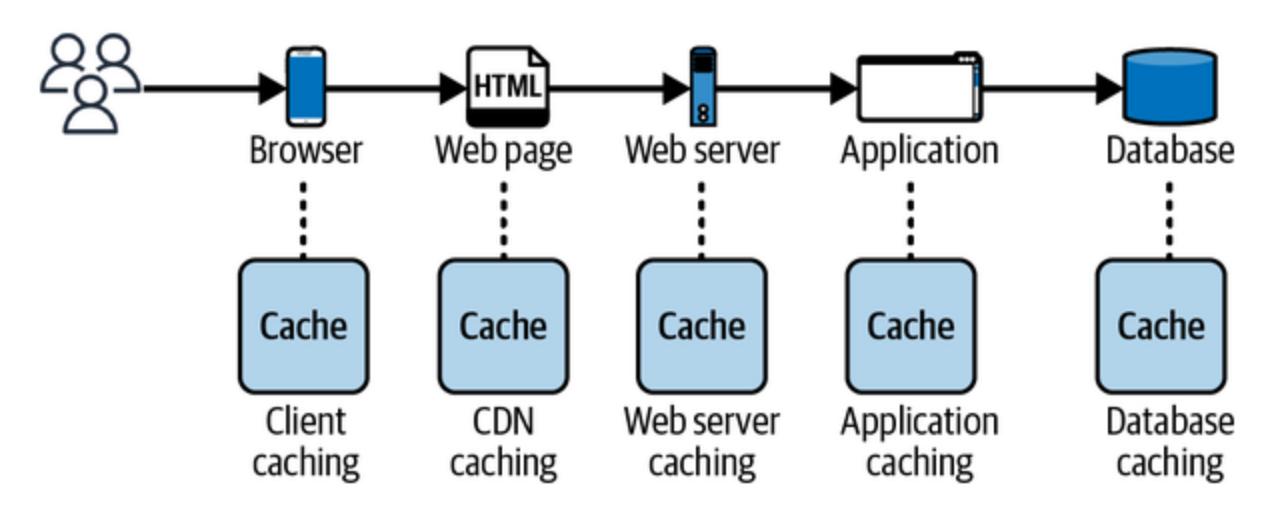 HTML
Browser
Web page
Web server
Application
Database
Cache
Cache
Cache
Cache
Cache
Client
caching
CDN
caching
Web server
caching
Application
caching
Database
caching